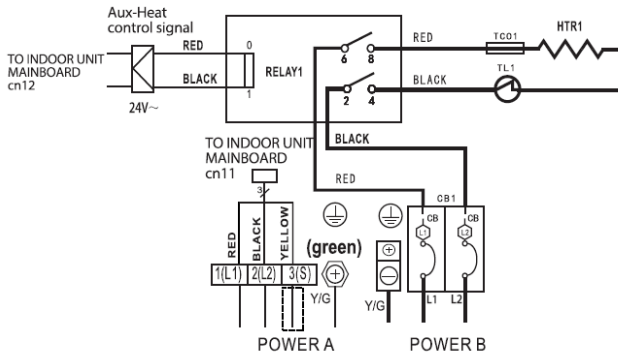 Aux-Heat
control signal
TO INDOOR UNIT
MAINBOARD
cn12
RED
BLACK
24V~
0
1
RELAY1
6
8
2
4
RED
TCO1
HTR1
BLACK
TL1
BLACK
RED
TO INDOOR UNIT
MAINBOARD
cn11
3
RED
BLACK
YELLOW
(green)
1(L1)
2(L2)
3(S)
Y/G
Y/G
CB1
CB
CB
L1
L2
L1
L2
POWER A
POWER B